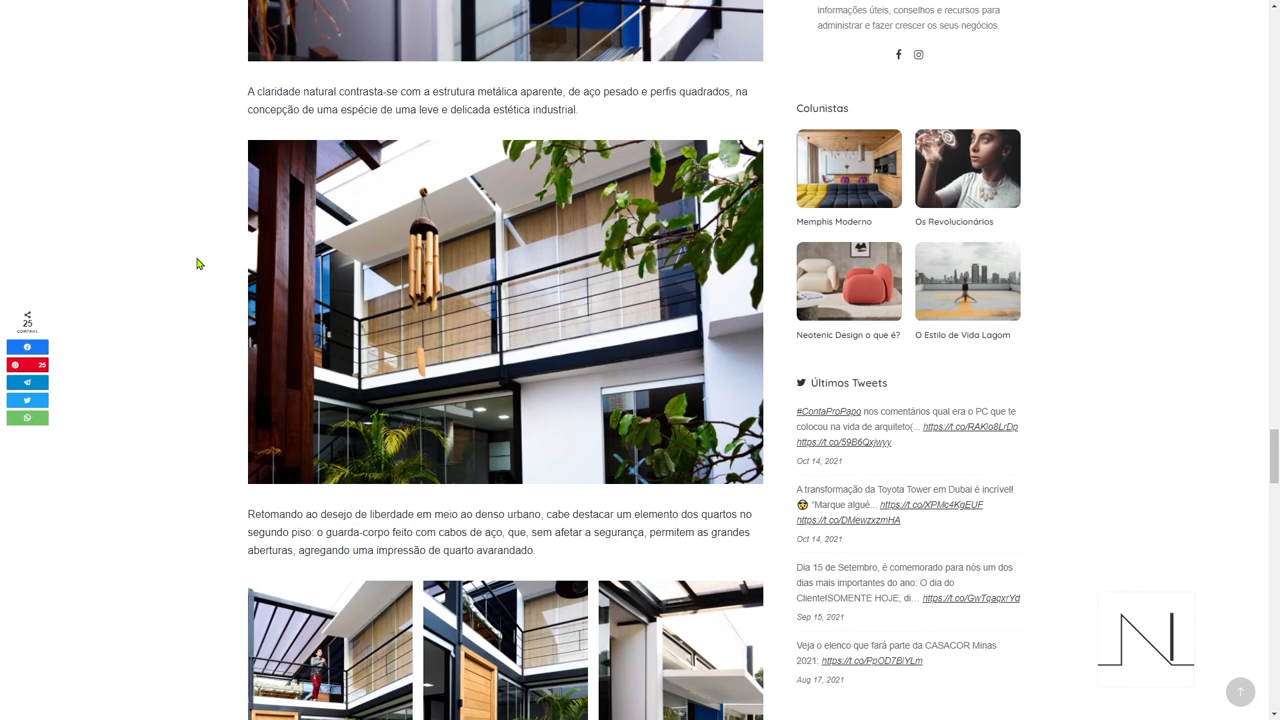 informações úteis, conselhos e recursos para
administrar e fazer crescer os seus negócios.
A claridade natural contrasta-se com a estrutura metálica aparente, de aço pesado e perfis quadrados, na
concepção de uma espécie de uma leve e delicada estética industrial.
Colunistas
Memphis Moderno
Os Revolucionários
Neotenic Design o que é?
O Estilo de Vida Lagom
25
COMPART.
25
Últimos Tweets
#ContaProPapo nos comentários qual era o PC que te
colocou na vida de arquiteto(... https://t.co/RAKlo8LrDp
https://t.co/59B6Qxjwyy
Oct 14, 2021
A transformação da Toyota Tower em Dubai é incrível!
"Marque algué... https://t.co/XPMc4KgEUF
https://t.co/DMewzxzmHA
Oct 14, 2021
Retomando ao desejo de liberdade em meio ao denso urbano, cabe destacar um elemento dos quartos no
segundo piso: o guarda-corpo feito com cabos de aço, que, sem afetar a segurança, permitem as grandes
aberturas, agregando uma impressão de quarto avarandado.
Dia 15 de Setembro, é comemorado para nós um dos
dias mais importantes do ano: O dia do
Cliente!SOMENTE HOJE, di... https://t.co/GwTqaqxrYd
Sep 15, 2021
Veja o elenco que fará parte da CASACOR Minas
2021: https://t.co/PpOD7BlYLm
Aug 17, 2021
N